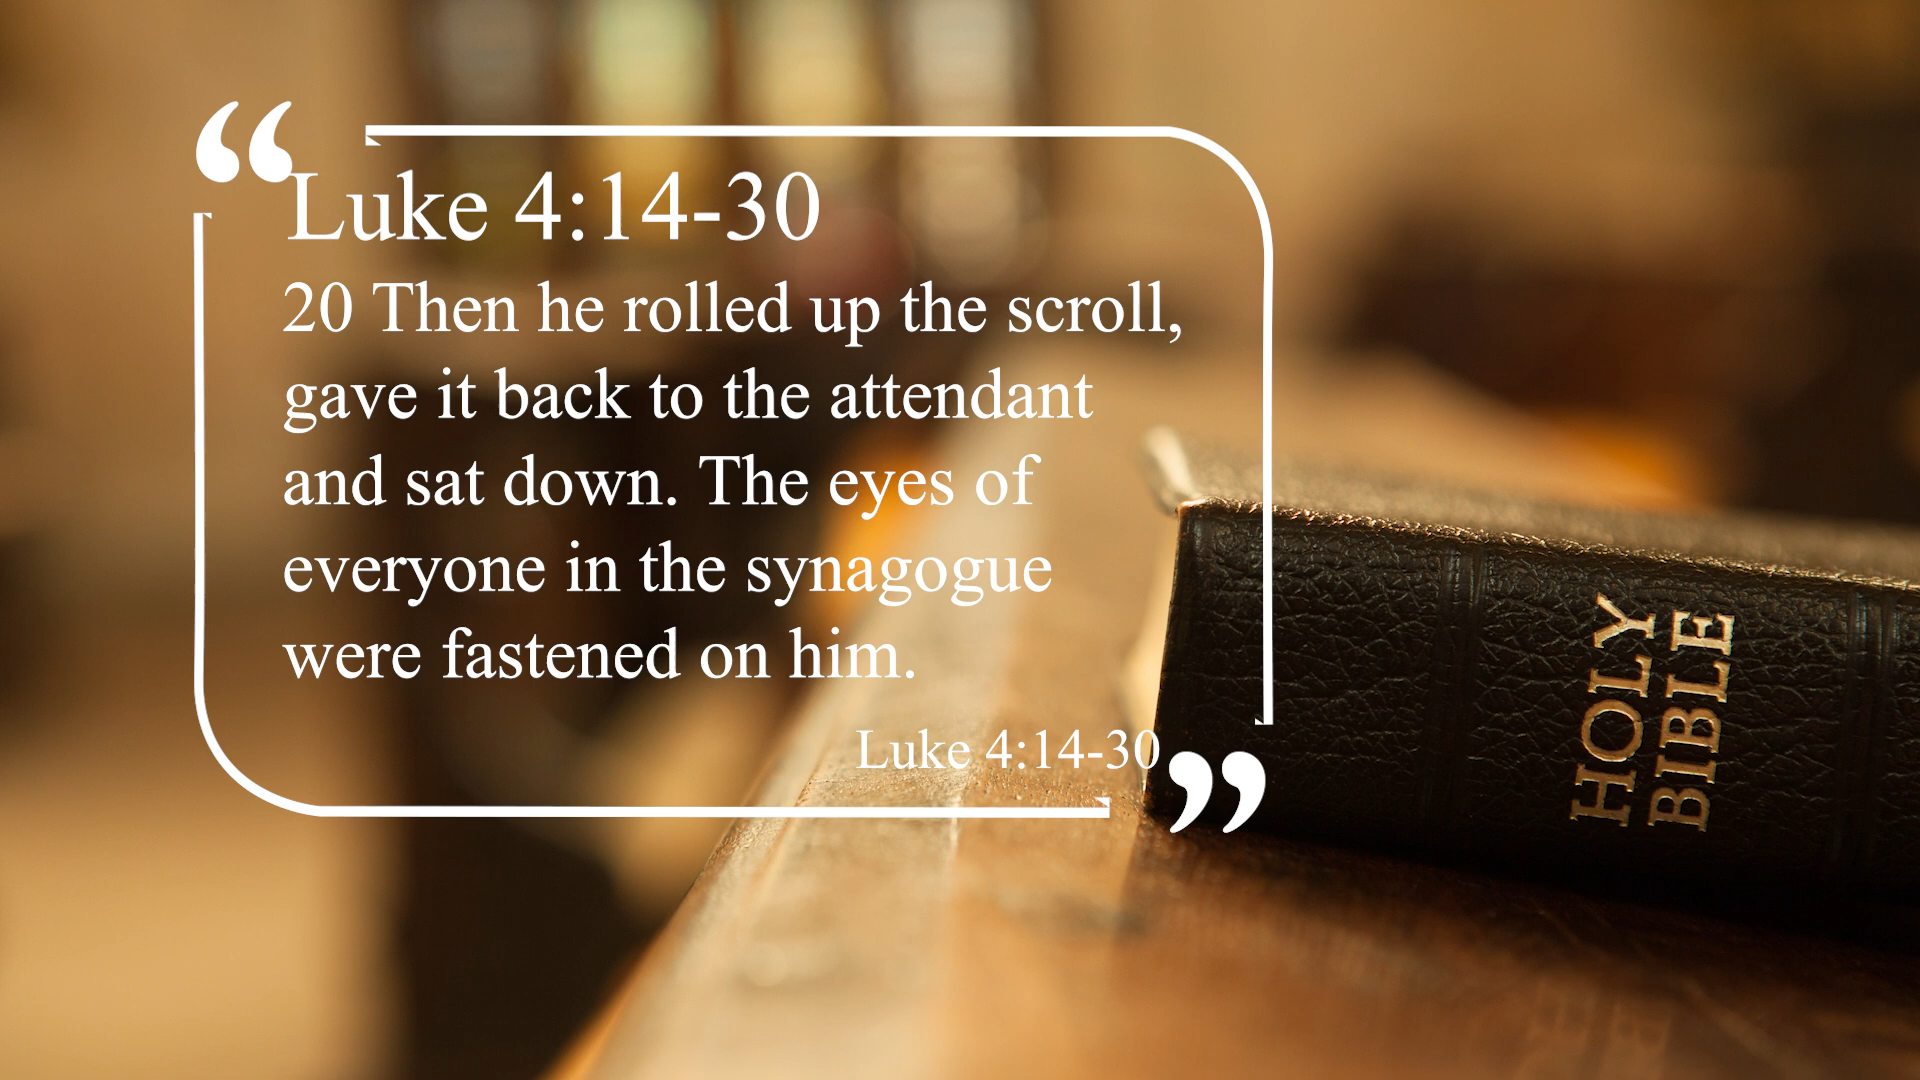 “
Luke 4:14-30
20 Then he rolled up the scroll,
gave it back to the attendant
and sat down. The eyes of
everyone in the synagogue
were fastened on him.
Luke 4:14-30
”
HOLY
BIBLE